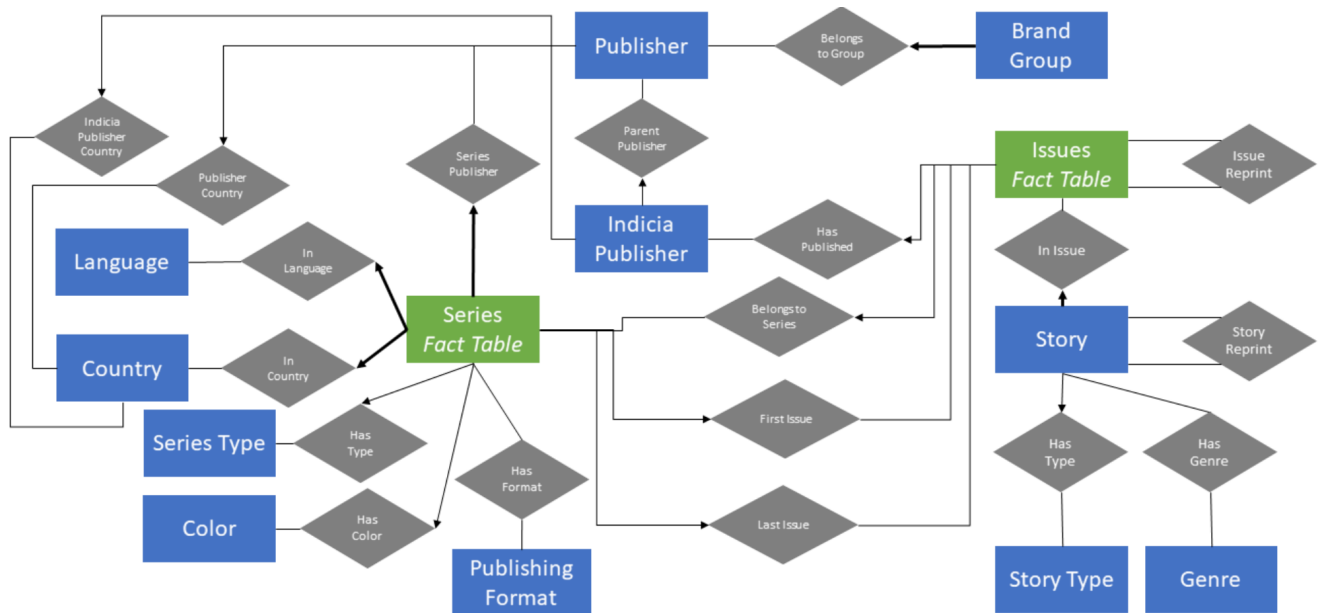 Publisher
Belongs
to Group
Brand
Group
Indicia
Publisher
Country
Publisher
Country
Series
Publisher
Parent
Publisher
Issues
Fact Table
Issue
Reprint
Language
In
Language
Indicia
Publisher
Has
Published
In Issue
Series
Fact Table
Belongs to
Series
Story
Story
Reprint
Country
In
Country
Series Type
Has
Type
First Issue
Has
Format
Has
Type
Has
Genre
Color
Has
Color
Last Issue
Publishing
Format
Story Type
Genre